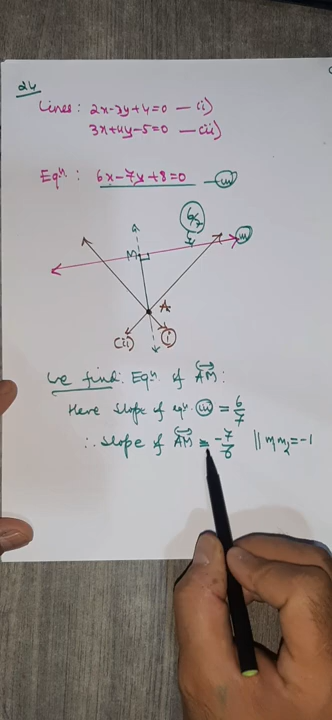 24
Lines: 2x-3y+4=0 —(i)
3x+4y-5=0 —(ii)
Eqⁿ: 6x-7y+8=0 —(iii)
6/7
M
(iii)
A
(ii) (i)
We find: Eqⁿ. of AM:
Here slope of eqⁿ. (iii) = 6/7
∴ slope of AM = -7/6 || m₁m₂=-1